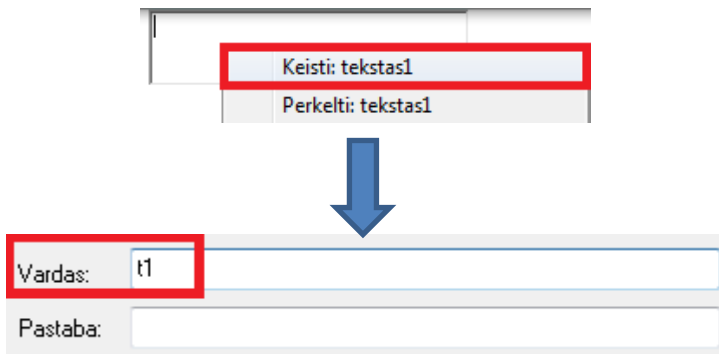 Keisti: tekstas1
Perkelti: tekstas1
Vardas: t1
Pastaba: